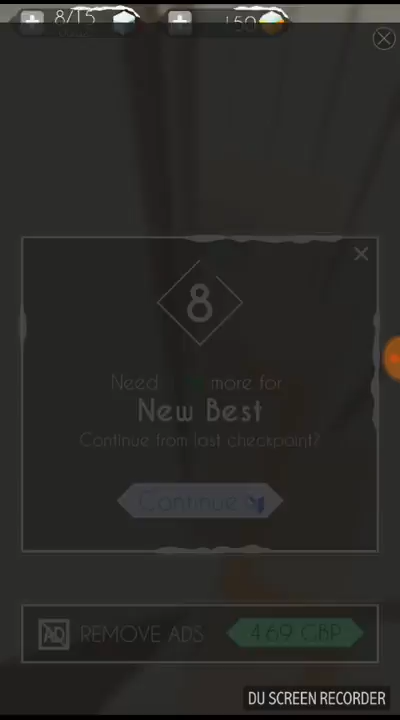 8/15
150
8
Need more for
New Best
Continue from last checkpoint?
Continue
AD REMOVE ADS 4.69 GBP
DU SCREEN RECORDER